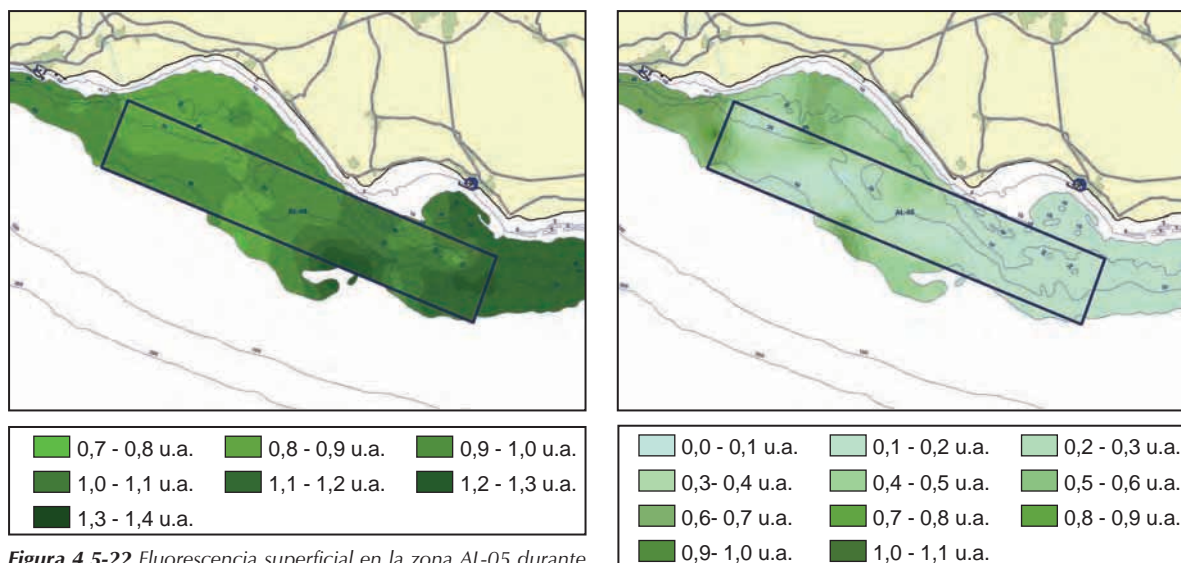 AL-05
0,7 - 0,8 u.a. 0,8 - 0,9 u.a. 0,9 - 1,0 u.a.
1,0 - 1,1 u.a. 1,1 - 1,2 u.a. 1,2 - 1,3 u.a.
1,3 - 1,4 u.a.
Figura 4.5-22 Fluorescencia superficial en la zona AL-05 durante
AL-05
0,0 - 0,1 u.a. 0,1 - 0,2 u.a. 0,2 - 0,3 u.a.
0,3- 0,4 u.a. 0,4 - 0,5 u.a. 0,5 - 0,6 u.a.
0,6- 0,7 u.a. 0,7 - 0,8 u.a. 0,8 - 0,9 u.a.
0,9- 1,0 u.a. 1,0 - 1,1 u.a.